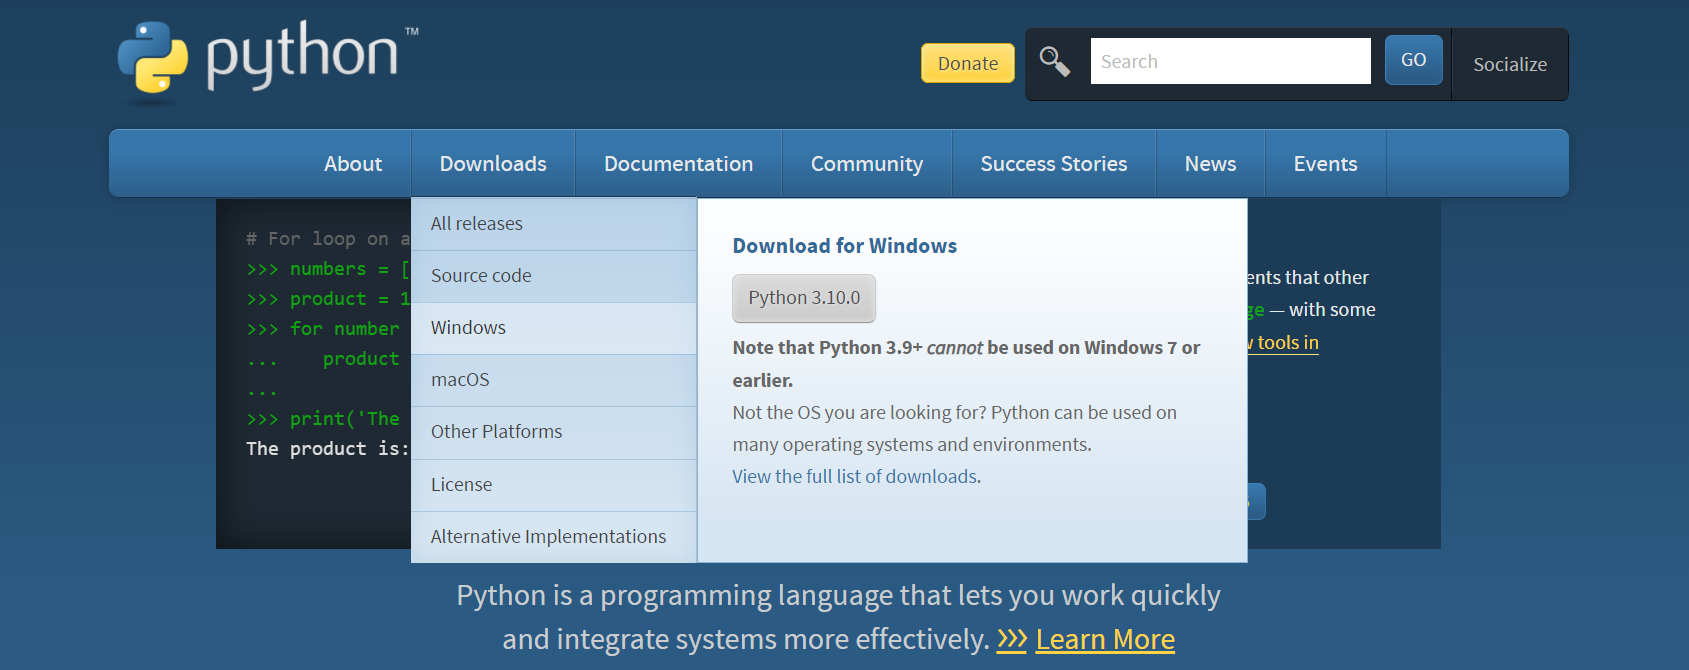 python™
Donate
Search
GO
Socialize
About
Downloads
Documentation
Community
Success Stories
News
Events
# For loop on a
>>> numbers = [
>>> product = 1
>>> for number
...    product
...
>>> print('The
The product is:
All releases
Source code
Windows
macOS
Other Platforms
License
Alternative Implementations
Download for Windows
Python 3.10.0
Note that Python 3.9+ cannot be used on Windows 7 or
earlier.
Not the OS you are looking for? Python can be used on
many operating systems and environments.
View the full list of downloads.
ents that other
ge — with some
tools in
Python is a programming language that lets you work quickly
and integrate systems more effectively. >>> Learn More